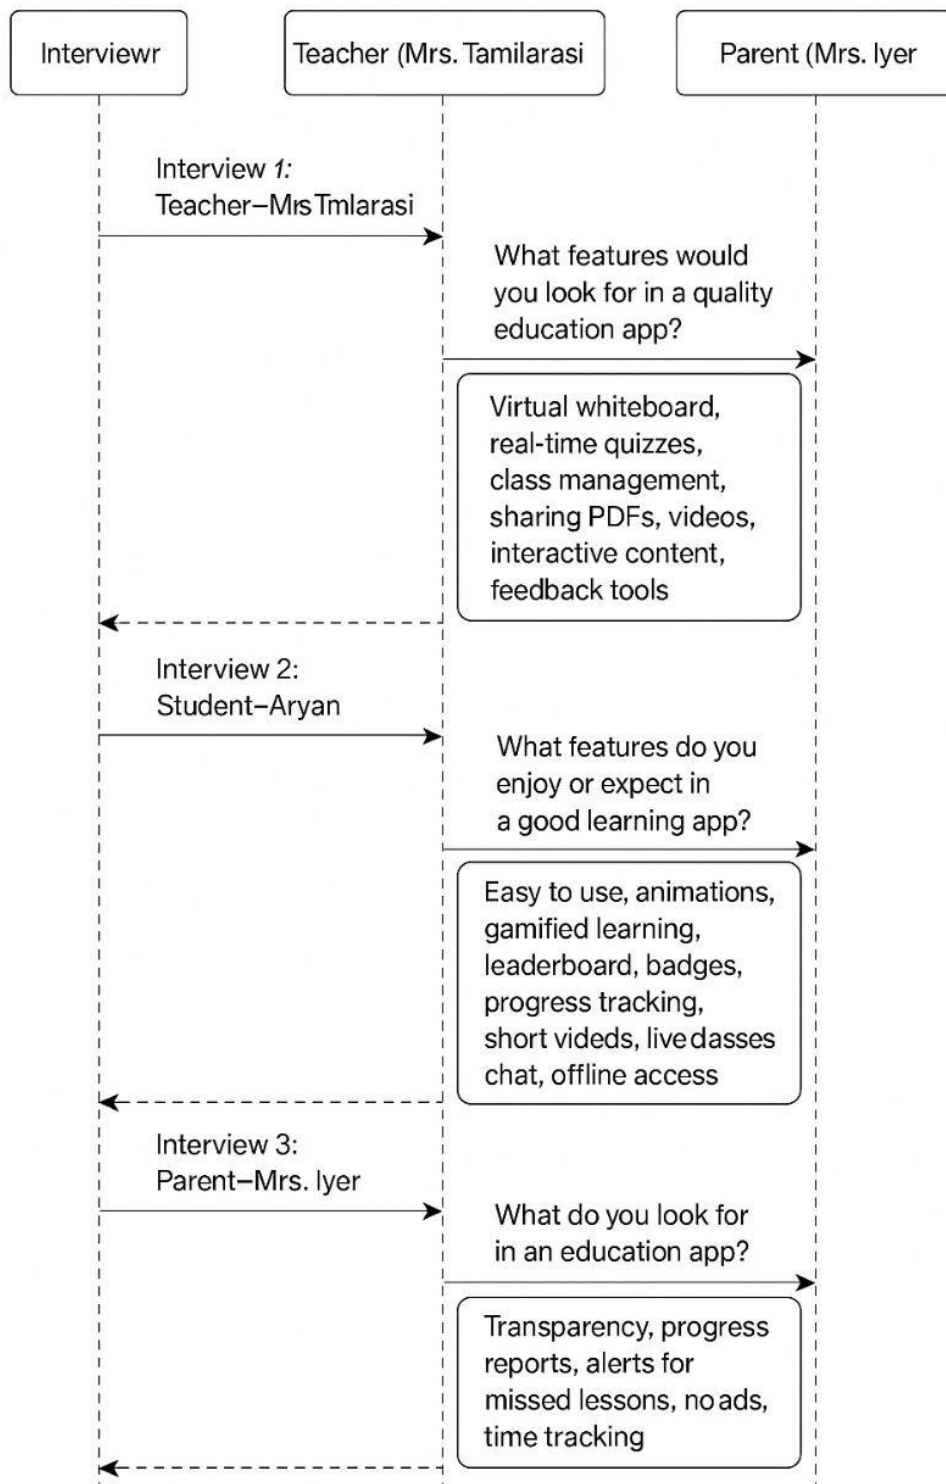 Interviewr
Teacher (Mrs. Tamilarasi
Parent (Mrs. Iyer
Interview 1:
Teacher–Mrs Tmlarasi
What features would
you look for in a quality
education app?
Virtual whiteboard,
real-time quizzes,
class management,
sharing PDFs, videos,
interactive content,
feedback tools
Interview 2:
Student–Aryan
What features do you
enjoy or expect in
a good learning app?
Easy to use, animations,
gamified learning,
leaderboard, badges,
progress tracking,
short videds, live dasses
chat, offline access
Interview 3:
Parent–Mrs. Iyer
What do you look for
in an education app?
Transparency, progress
reports, alerts for
missed lessons, no ads,
time tracking